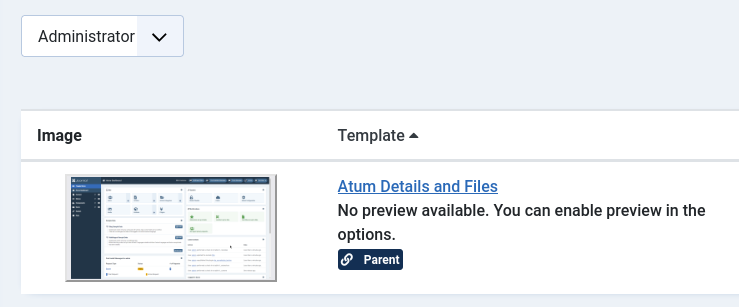 Administrator
Image
Template
Atum Details and Files
No preview available. You can enable preview in the
options.
Parent